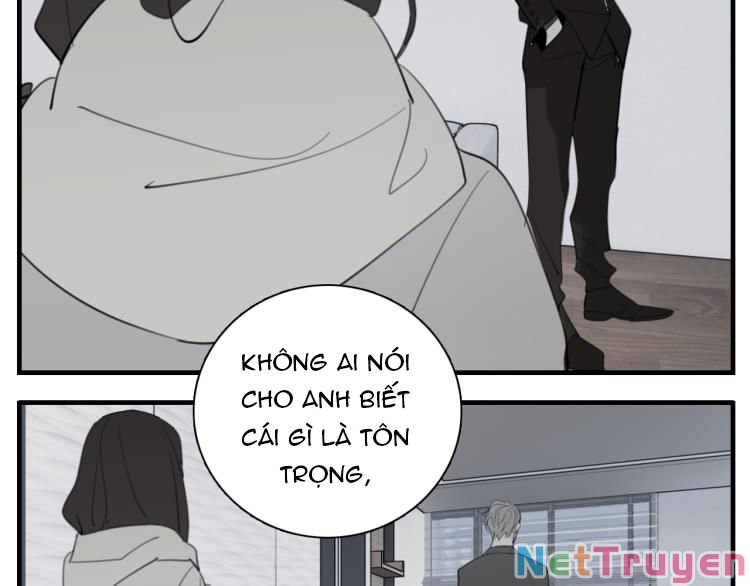 KHÔNG AI NÓI
CHO ANH BIẾT
CÁI GÌ LÀ TÔN
TRỌNG,
NetTruyen